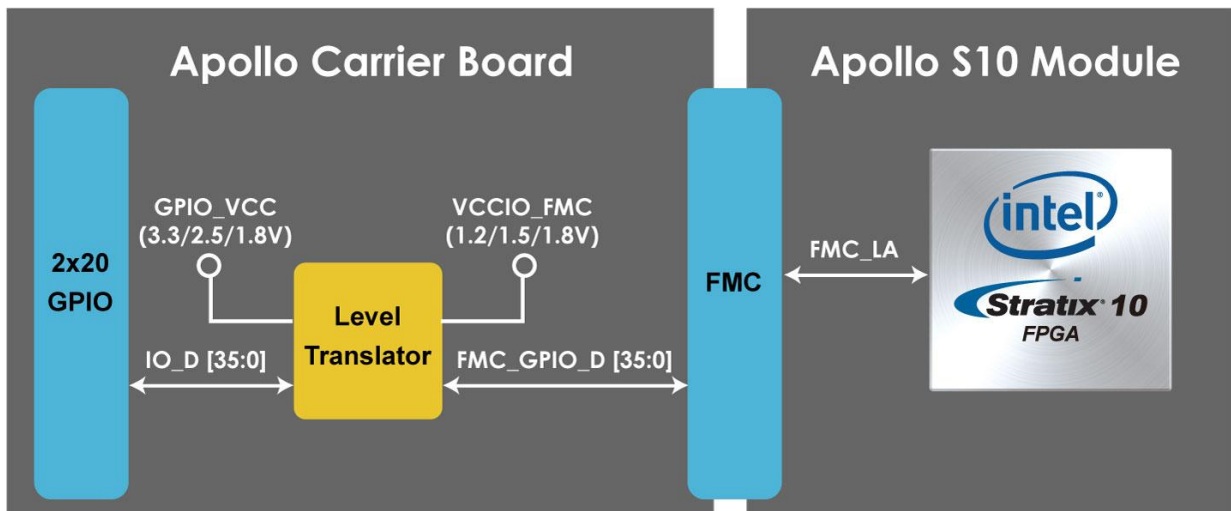 Apollo Carrier Board
Apollo S10 Module
GPIO_VCC
(3.3/2.5/1.8V)
VCCIO_FMC
(1.2/1.5/1.8V)
2x20
GPIO
Level
Translator
IO_D [35:0]
FMC_GPIO_D [35:0]
FMC
FMC_LA
intel®
Stratix® 10
FPGA